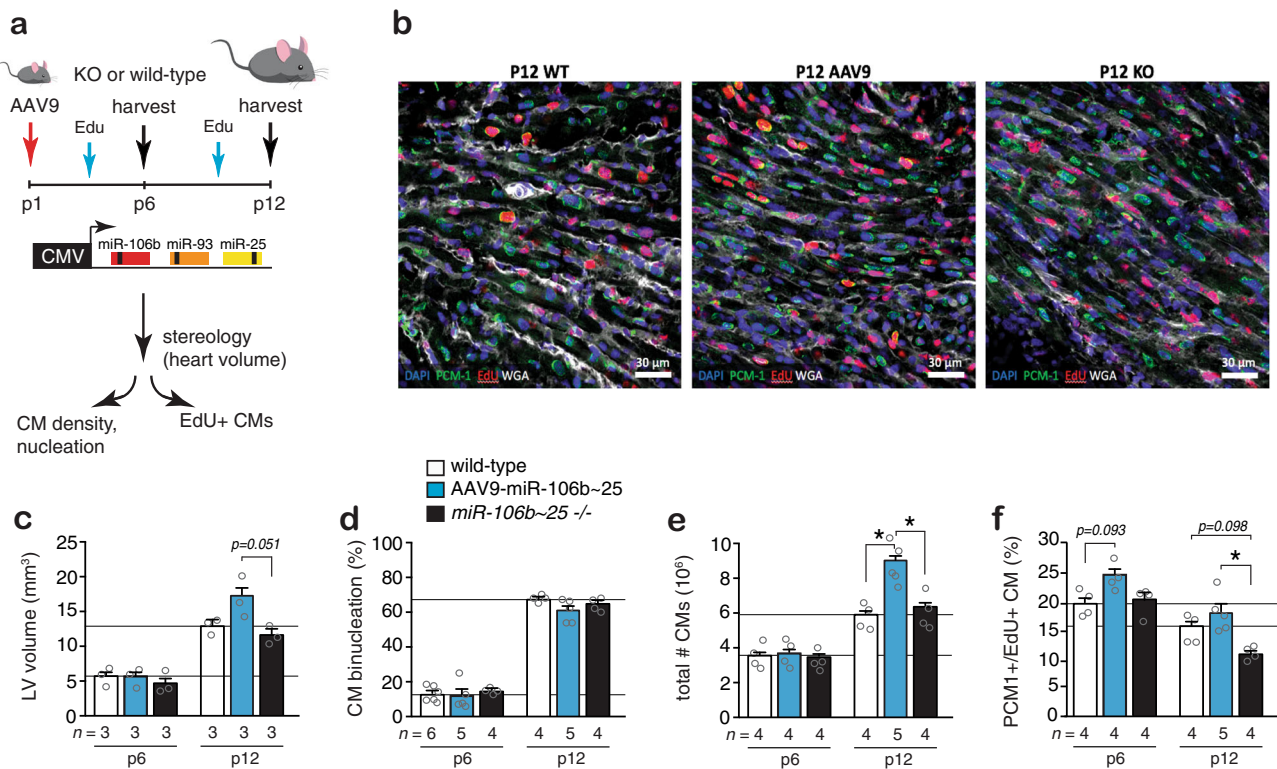 a
KO or wild-type
AAV9
harvest
harvest
Edu
Edu
p1
p6
p12
CMV
miR-106b
miR-93
miR-25
stereology
(heart volume)
CM density,
nucleation
EdU+ CMs
b
P12 WT
P12 AAV9
P12 KO
30 µm
DAPI PCM-1 EdU WGA
30 µm
DAPI PCM-1 EdU WGA
30 µm
DAPI PCM-1 EdU WGA
wild-type
AAV9-miR-106b~25
miR-106b~25 -/-
c
LV volume (mm³)
25
20
15
10
5
0
p=0.051
n = 3 3 3 3 3 3
p6
p12
d
CM binucleation (%)
100
80
60
40
20
0
n = 6 5 4 4 5 4
p6
p12
e
total # CMs (10⁶)
10
8
6
4
2
0
* *
n = 4 4 4 4 5 4
p6
p12
f
PCM1+/EdU+ CM (%)
30
25
20
15
10
5
0
p=0.093
p=0.098
*
n = 4 4 4 4 5 4
p6
p12